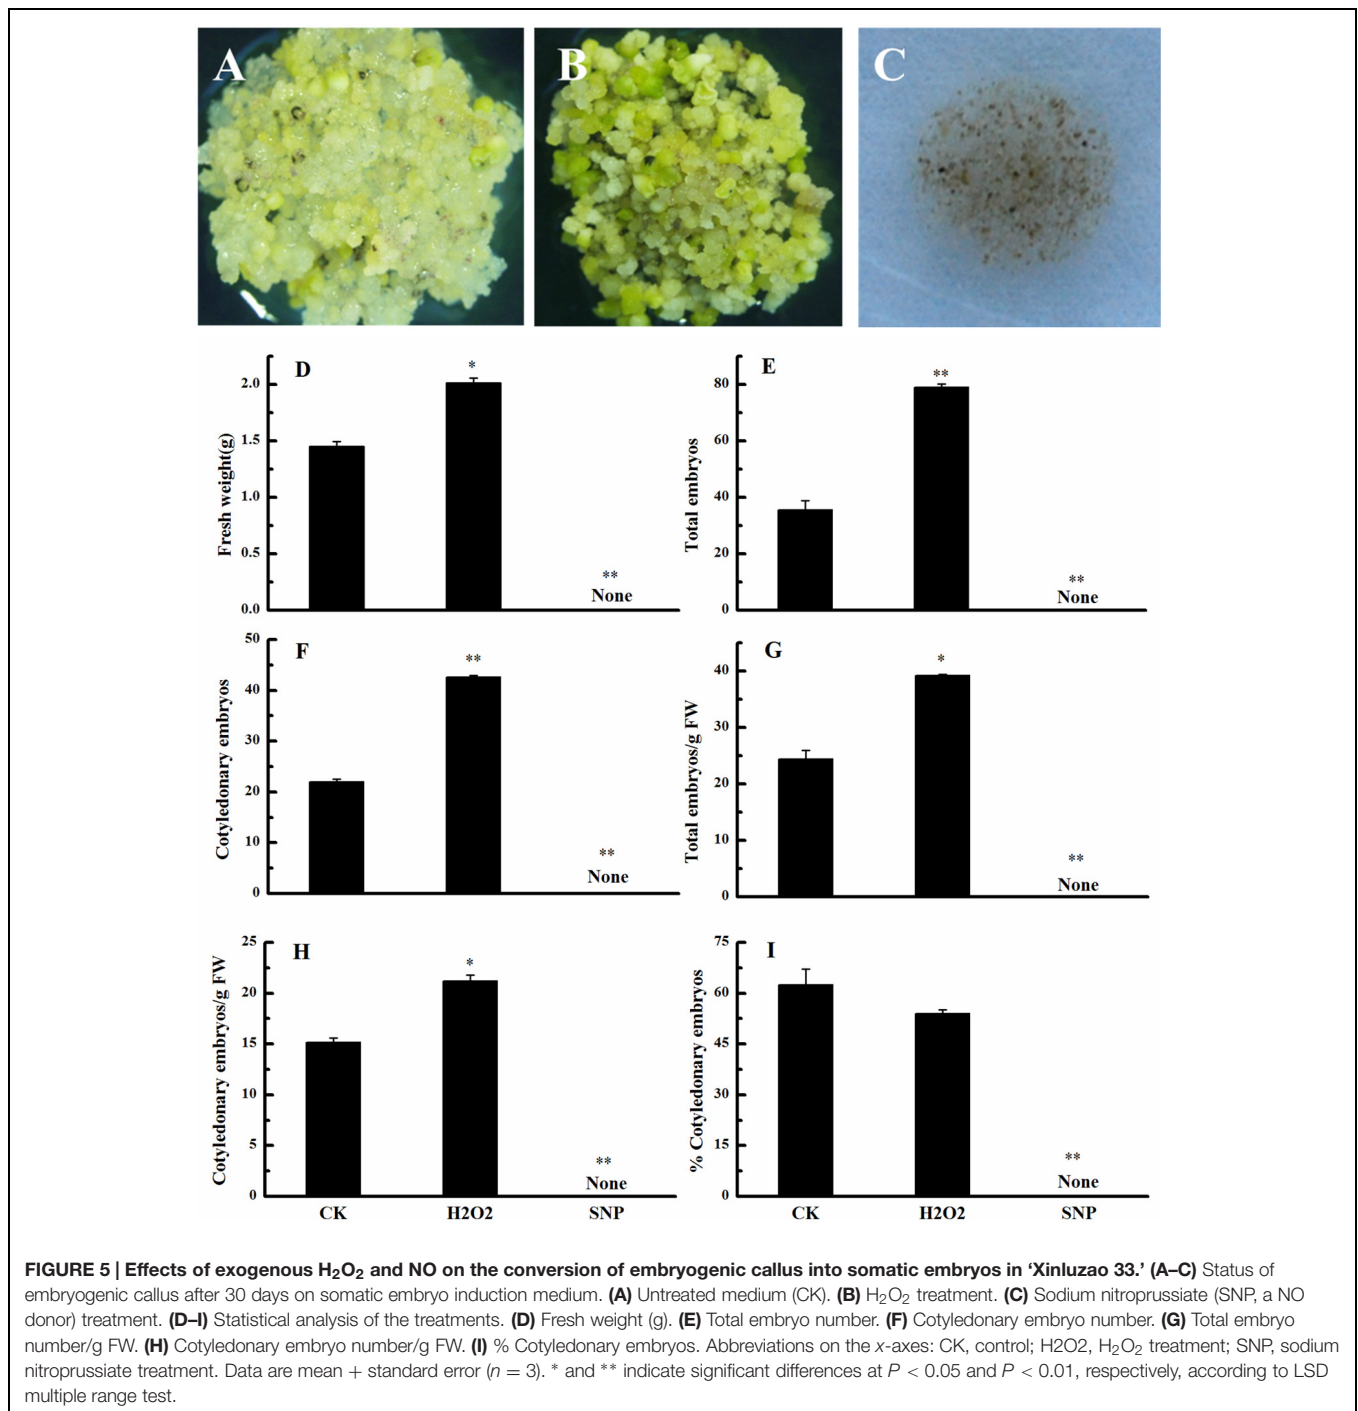 A
B
C
D
Fresh weight(g)
2.0
1.5
1.0
0.5
0.0
*
**
None
E
Total embryos
80
60
40
20
0
**
**
None
F
Cotyledonary embryos
50
40
30
20
10
0
**
**
None
G
Total embryos/g FW
40
30
20
10
0
*
**
None
H
Cotyledonary embryos/g FW
25
20
15
10
5
0
*
**
None
CK H2O2 SNP
I
% Cotyledonary embryos
75
60
45
30
15
0
**
None
CK H2O2 SNP
FIGURE 5 | Effects of exogenous H₂O₂ and NO on the conversion of embryogenic callus into somatic embryos in ‘Xinluzao 33.’ (A–C) Status of
embryogenic callus after 30 days on somatic embryo induction medium. (A) Untreated medium (CK). (B) H₂O₂ treatment. (C) Sodium nitroprussiate (SNP, a NO
donor) treatment. (D–I) Statistical analysis of the treatments. (D) Fresh weight (g). (E) Total embryo number. (F) Cotyledonary embryo number. (G) Total embryo
number/g FW. (H) Cotyledonary embryo number/g FW. (I) % Cotyledonary embryos. Abbreviations on the x-axes: CK, control; H2O2, H₂O₂ treatment; SNP, sodium
nitroprussiate treatment. Data are mean + standard error (n = 3). * and ** indicate significant differences at P < 0.05 and P < 0.01, respectively, according to LSD
multiple range test.